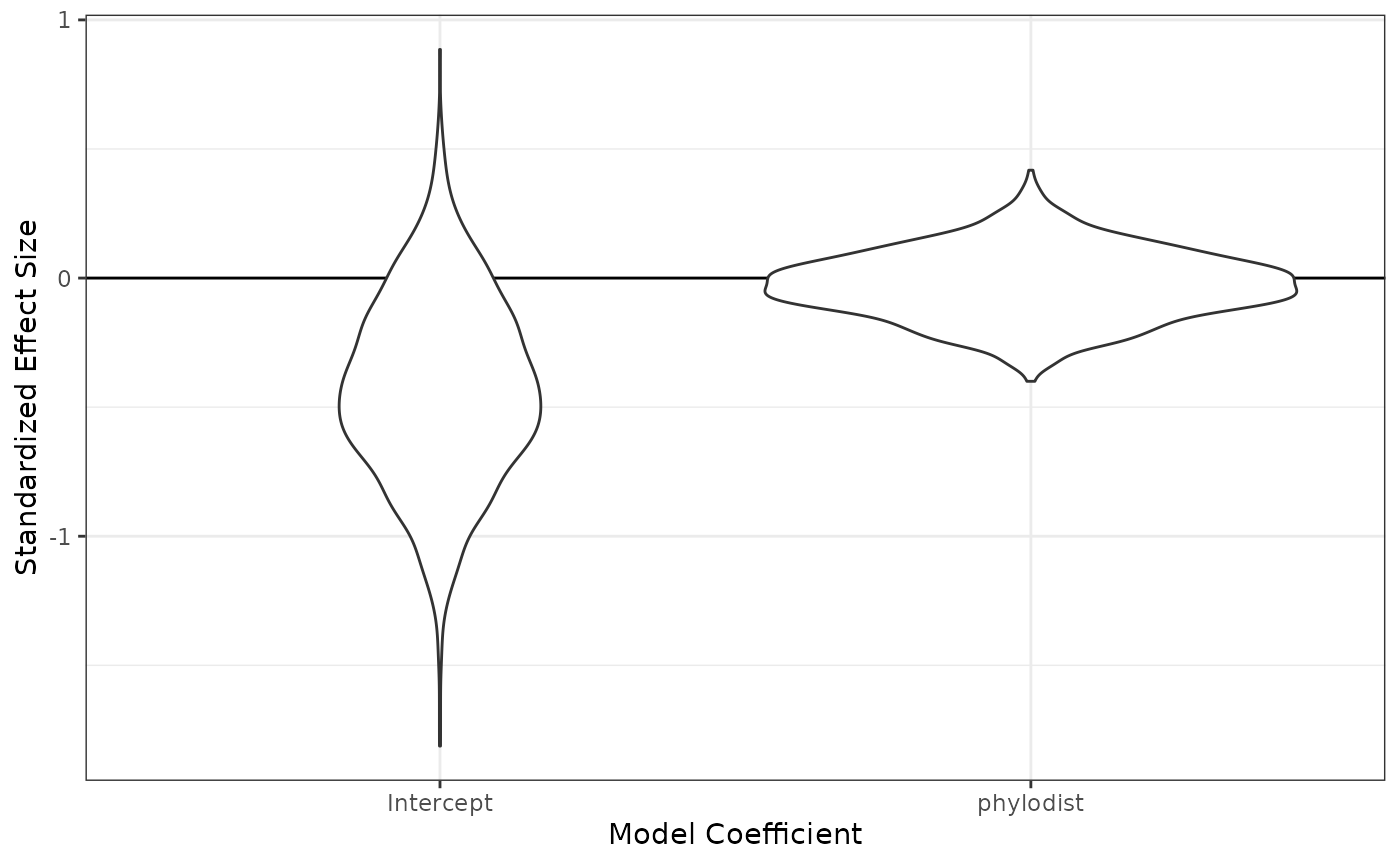 1
0
-1
Standardized Effect Size
Intercept
phylodist
Model Coefficient